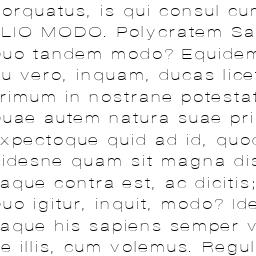 orquatus, is qui consul cum
LIO MODO. Polycratem Sa
uo tandem modo? Equidem
u vero, inquam, ducas licet
rimum in nostrane potestat
uae autem natura suae pri
xpectoque quid ad id, quod
idesne quam sit magna dis
aque contra est, ac dicitis;
uo igitur, inquit, modo? Ide
aque his sapiens semper v
e illis, cum volemus. Regul